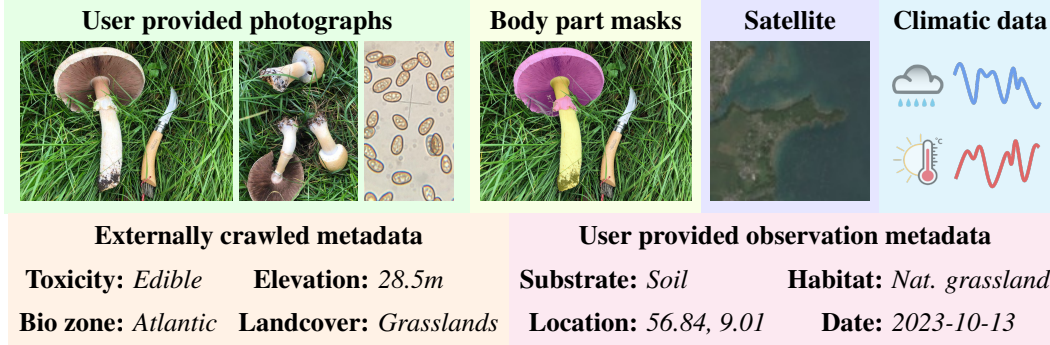 User provided photographs
Body part masks
Satellite
Climatic data
°C
Externally crawled metadata
Toxicity: Edible Elevation: 28.5m
Bio zone: Atlantic Landcover: Grasslands
User provided observation metadata
Substrate: Soil Habitat: Nat. grassland
Location: 56.84, 9.01 Date: 2023-10-13